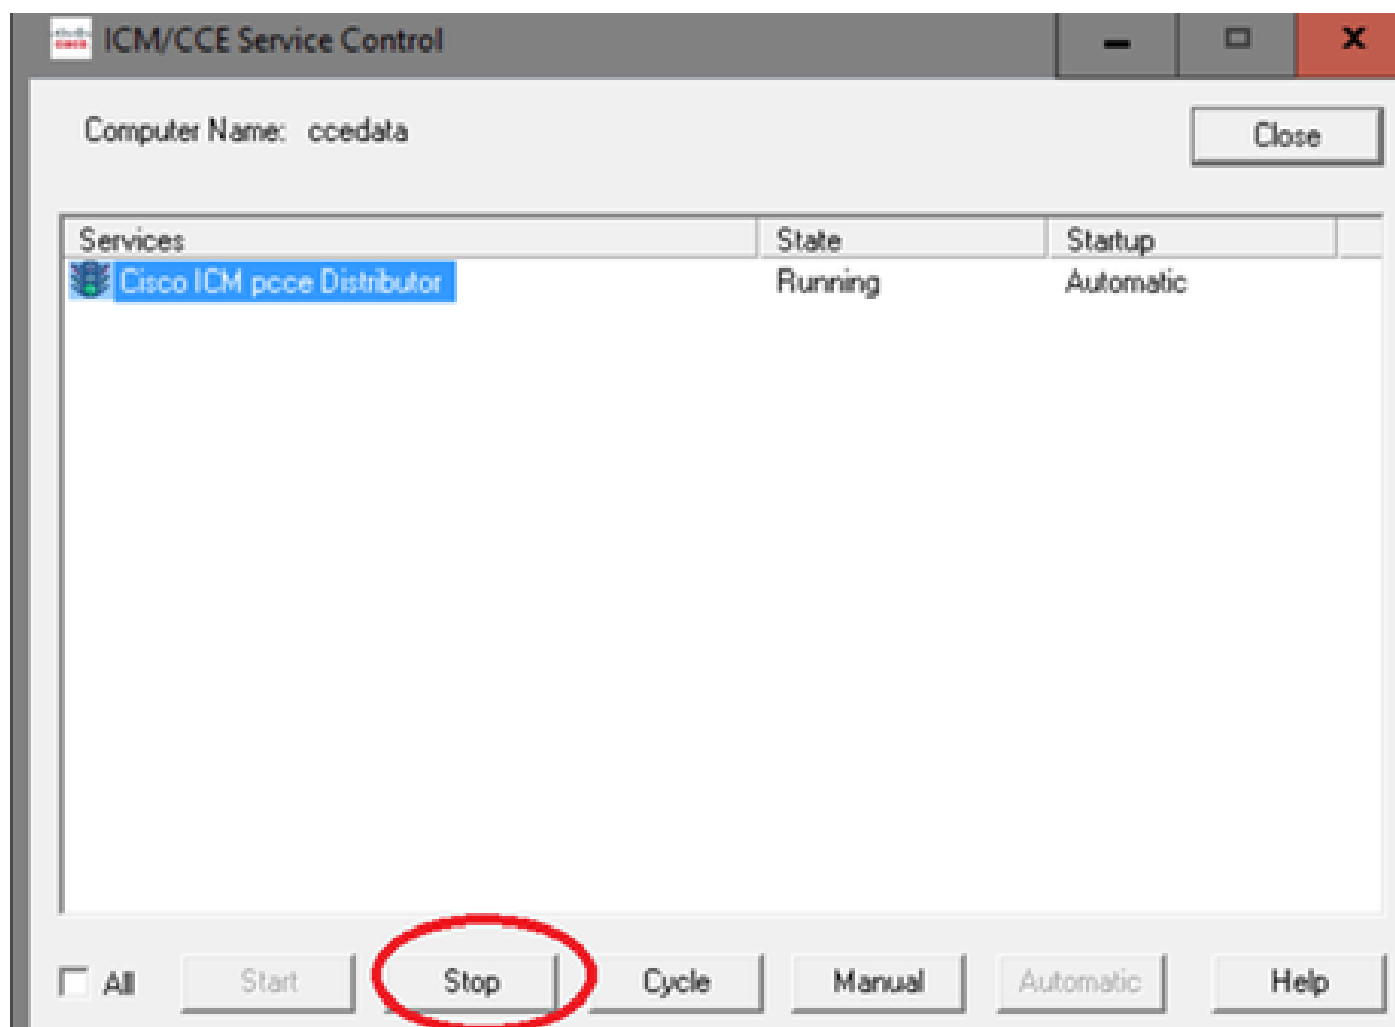 ICM/CCE Service Control
Computer Name: ccedata
Close
Services State Startup
Cisco ICM pcce Distributor Running Automatic
All Start Stop Cycle Manual Automatic Help